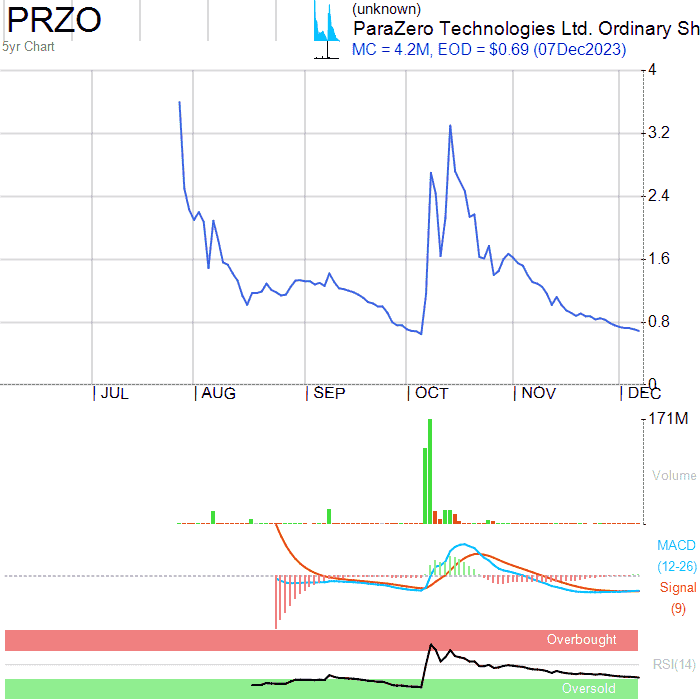 PRZO
5yr Chart
(unknown)
ParaZero Technologies Ltd. Ordinary Sh
MC = 4.2M, EOD = $0.69 (07Dec2023)
4
3.2
2.4
1.6
0.8
0
JUL AUG SEP OCT NOV DEC
171M
Volume
MACD
(12-26)
Signal
(9)
Overbought
RSI(14)
Oversold